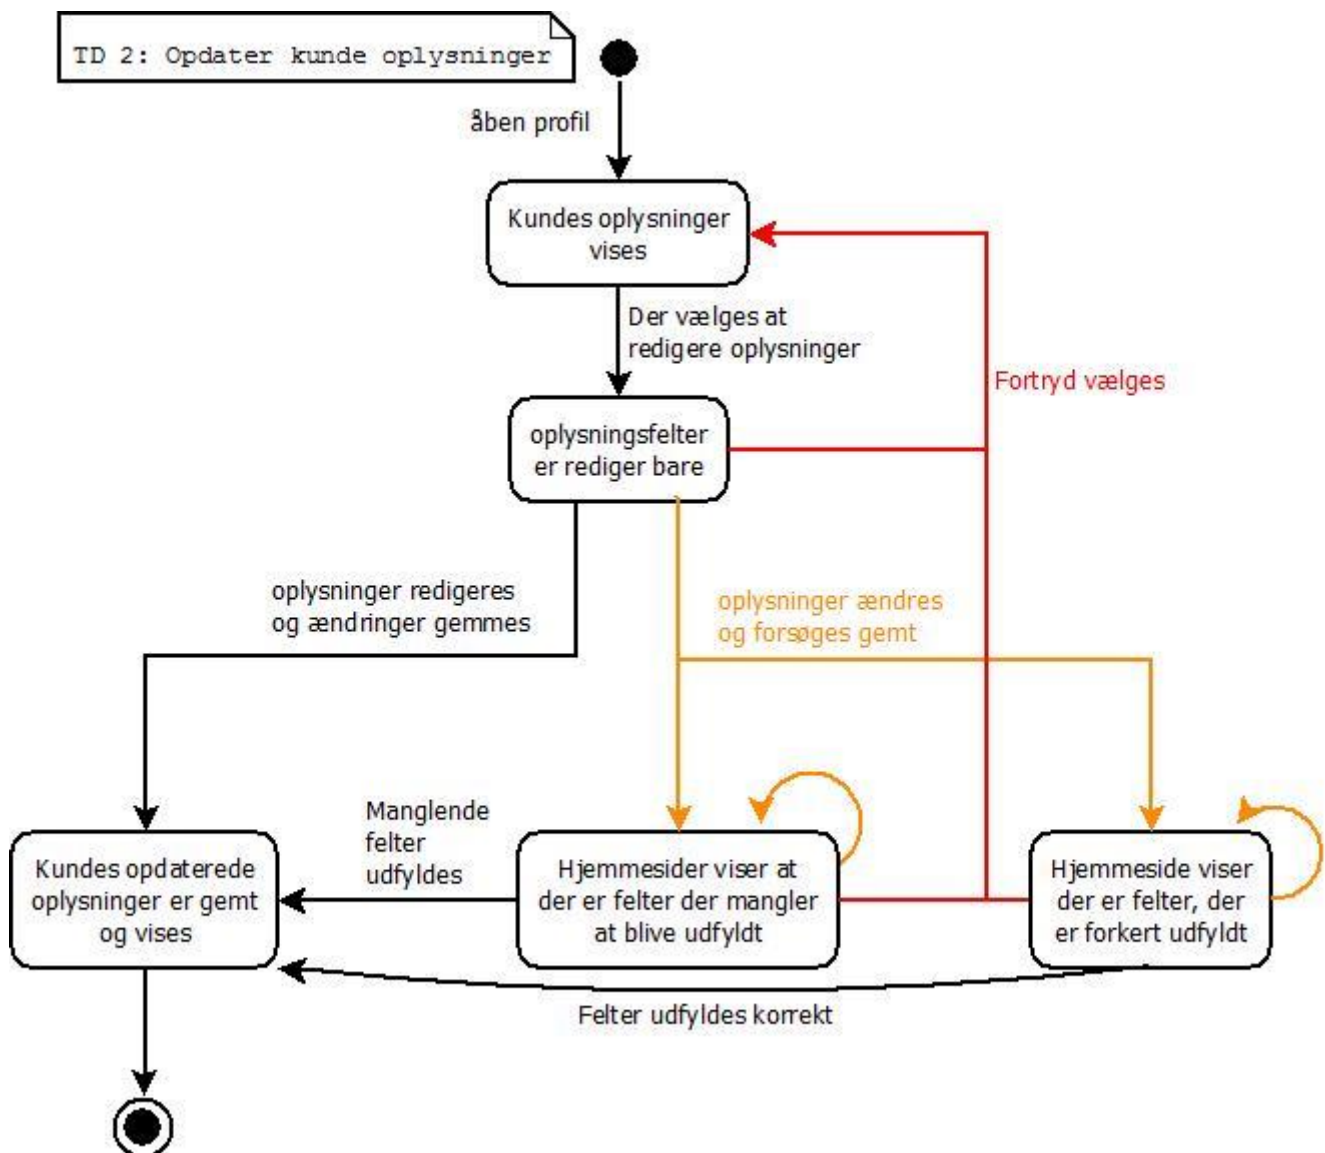 TD 2: Opdater kunde oplysninger
åben profil
Kundes oplysninger
vises
Der vælges at
redigere oplysninger
Fortryd vælges
oplysningsfelter
er rediger bare
oplysninger redigeres
og ændringer gemmes
oplysninger ændres
og forsøges gemt
Manglende
felter
udfyldes
Kundes opdaterede
oplysninger er gemt
og vises
Hjemmesider viser at
der er felter der mangler
at blive udfyldt
Hjemmeside viser
der er felter, der
er forkert udfyldt
Felter udfyldes korrekt